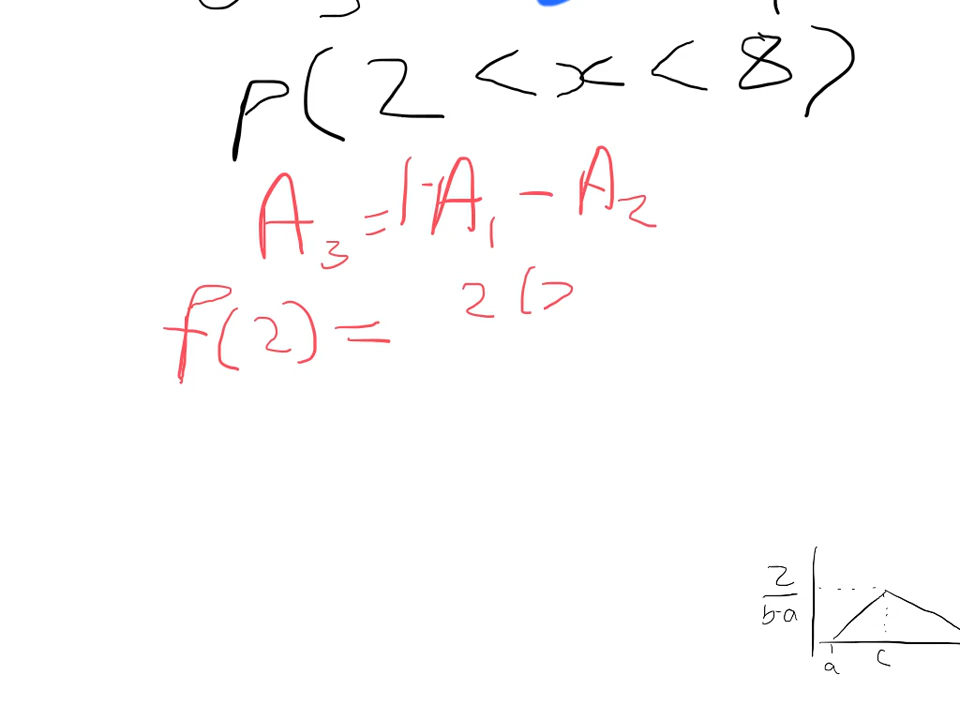 P(2 < x < 8)
A₃ = 1 - A₁ - A₂
f(2) = 2(
2/(b-a)
a c